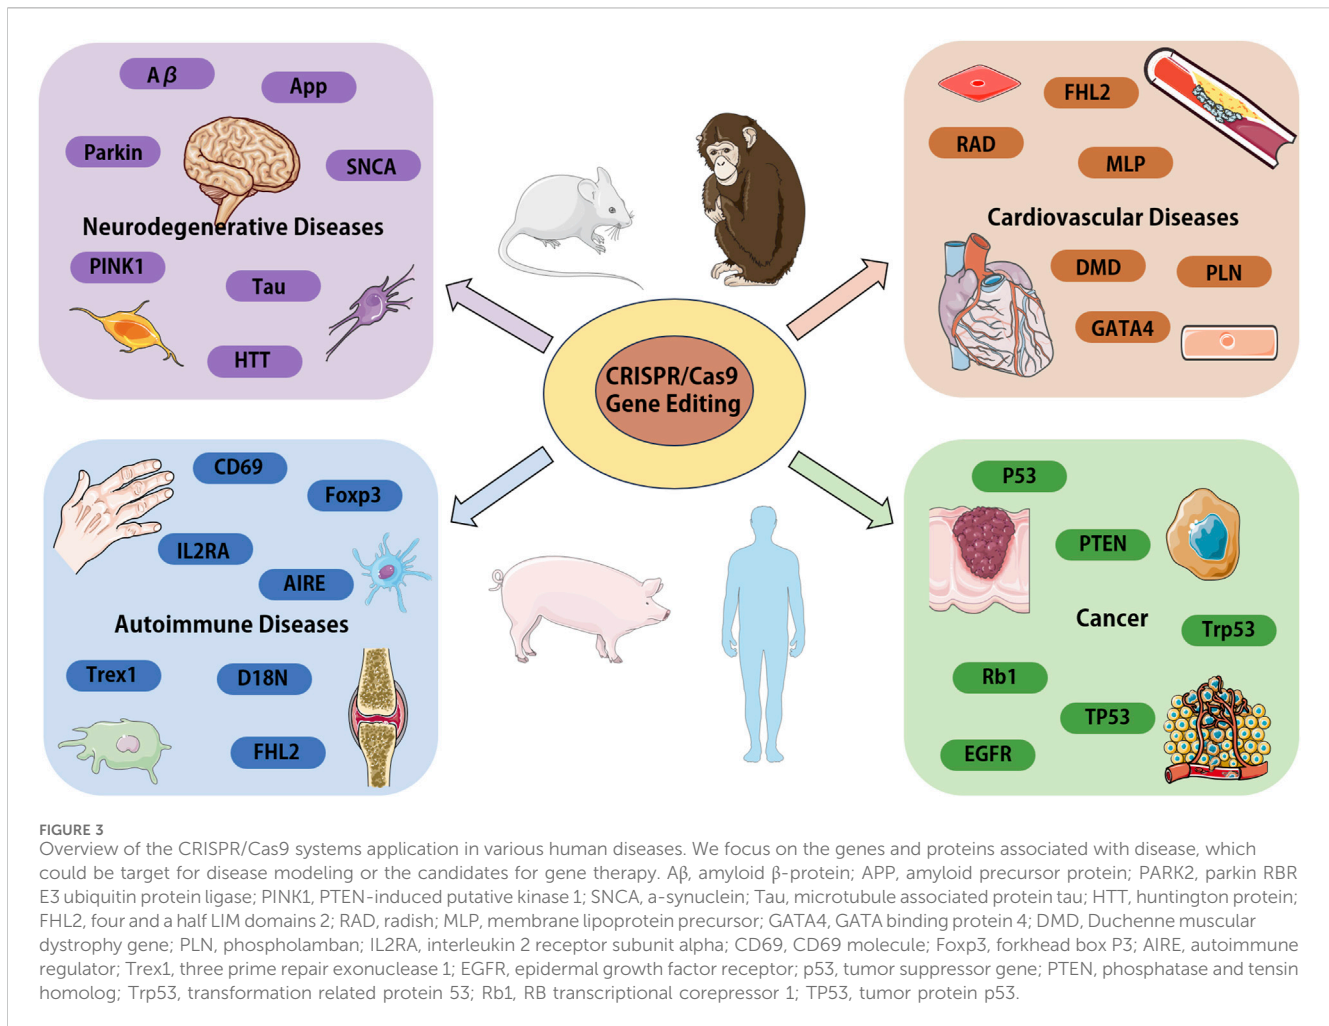 Aβ
App
Parkin
SNCA
Neurodegenerative Diseases
PINK1
Tau
HTT
FHL2
RAD
MLP
Cardiovascular Diseases
DMD
PLN
GATA4
CRISPR/Cas9
Gene Editing
CD69
Foxp3
IL2RA
AIRE
Autoimmune Diseases
Trex1
D18N
FHL2
P53
PTEN
Cancer
Trp53
Rb1
TP53
EGFR
FIGURE 3
Overview of the CRISPR/Cas9 systems application in various human diseases. We focus on the genes and proteins associated with disease, which
could be target for disease modeling or the candidates for gene therapy. Aβ, amyloid β-protein; APP, amyloid precursor protein; PARK2, parkin RBR
E3 ubiquitin protein ligase; PINK1, PTEN-induced putative kinase 1; SNCA, a-synuclein; Tau, microtubule associated protein tau; HTT, huntington protein;
FHL2, four and a half LIM domains 2; RAD, radish; MLP, membrane lipoprotein precursor; GATA4, GATA binding protein 4; DMD, Duchenne muscular
dystrophy gene; PLN, phospholamban; IL2RA, interleukin 2 receptor subunit alpha; CD69, CD69 molecule; Foxp3, forkhead box P3; AIRE, autoimmune
regulator; Trex1, three prime repair exonuclease 1; EGFR, epidermal growth factor receptor; p53, tumor suppressor gene; PTEN, phosphatase and tensin
homolog; Trp53, transformation related protein 53; Rb1, RB transcriptional corepressor 1; TP53, tumor protein p53.